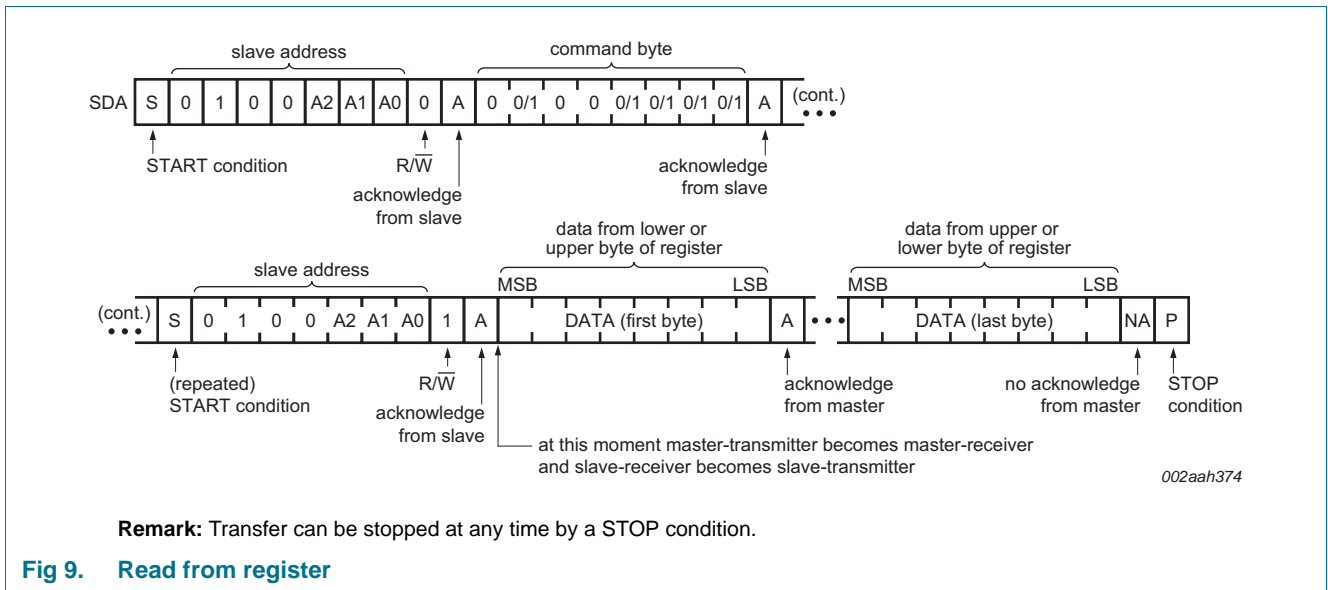 slave address command byte
SDA S 0 1 0 0 A2 A1 A0 0 A 0 0/1 0 0 0/1 0/1 0/1 0/1 A (cont.)
START condition R/W̅ acknowledge
acknowledge from slave
from slave
data from lower or data from upper or
upper byte of register lower byte of register
slave address
MSB LSB MSB LSB
(cont.) S 0 1 0 0 A2 A1 A0 1 A DATA (first byte) A DATA (last byte) NA P
(repeated) R/W̅ acknowledge no acknowledge STOP
START condition acknowledge from master from master condition
from slave
at this moment master-transmitter becomes master-receiver
and slave-receiver becomes slave-transmitter
002aah374
Remark: Transfer can be stopped at any time by a STOP condition.
Fig 9. Read from register